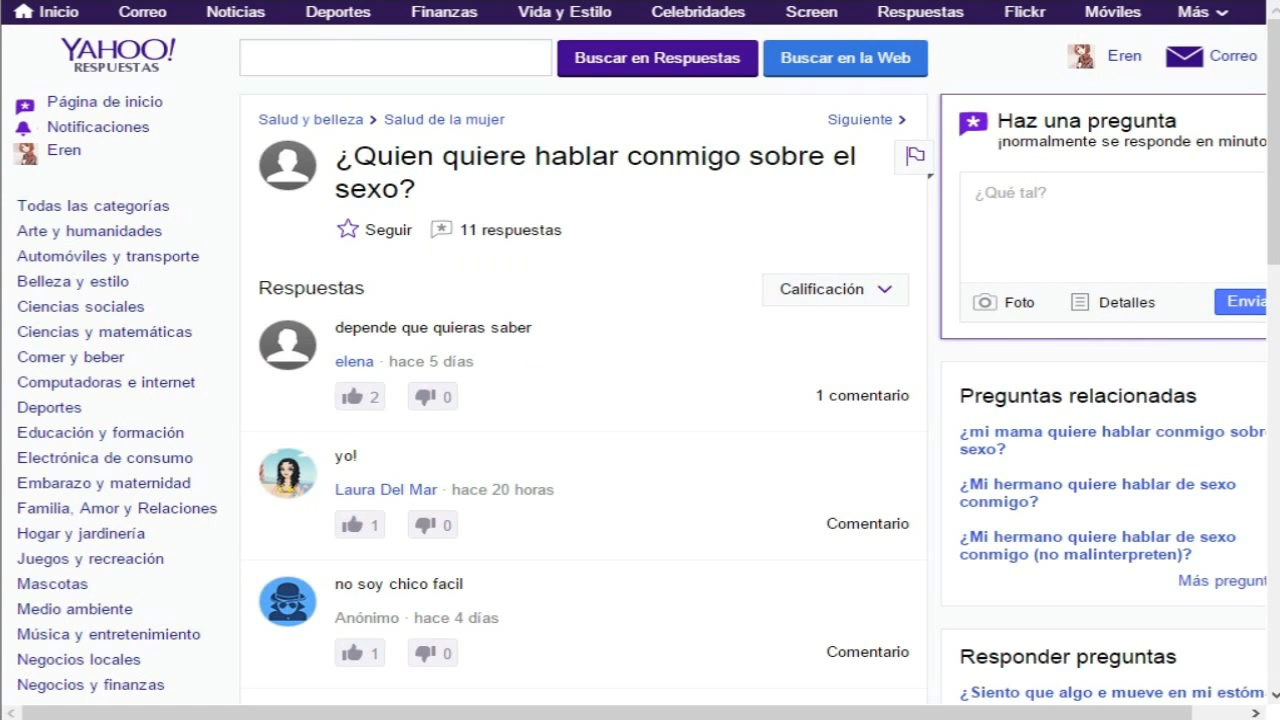 Inicio Correo Noticias Deportes Finanzas Vida y Estilo Celebridades Screen Respuestas Flickr Móviles Más
YAHOO!
RESPUESTAS
Buscar en Respuestas
Buscar en la Web
Eren
Correo
Página de inicio
Notificaciones
Eren
Todas las categorías
Arte y humanidades
Automóviles y transporte
Belleza y estilo
Ciencias sociales
Ciencias y matemáticas
Comer y beber
Computadoras e internet
Deportes
Educación y formación
Electrónica de consumo
Embarazo y maternidad
Familia, Amor y Relaciones
Hogar y jardinería
Juegos y recreación
Mascotas
Medio ambiente
Música y entretenimiento
Negocios locales
Negocios y finanzas
Salud y belleza > Salud de la mujer
Siguiente >
¿Quien quiere hablar conmigo sobre el
sexo?
Seguir 11 respuestas
Respuestas
Calificación
depende que quieras saber
elena · hace 5 días
2 0
1 comentario
yo!
Laura Del Mar · hace 20 horas
1 0
Comentario
no soy chico facil
Anónimo · hace 4 días
1 0
Comentario
Haz una pregunta
¡normalmente se responde en minuto
¿Qué tal?
Foto Detalles Envia
Preguntas relacionadas
¿mi mama quiere hablar conmigo sobr
sexo?
¿Mi hermano quiere hablar de sexo
conmigo?
¿Mi hermano quiere hablar de sexo
conmigo (no malinterpreten)?
Más pregunt
Responder preguntas
¿Siento que algo e mueve en mi estóm